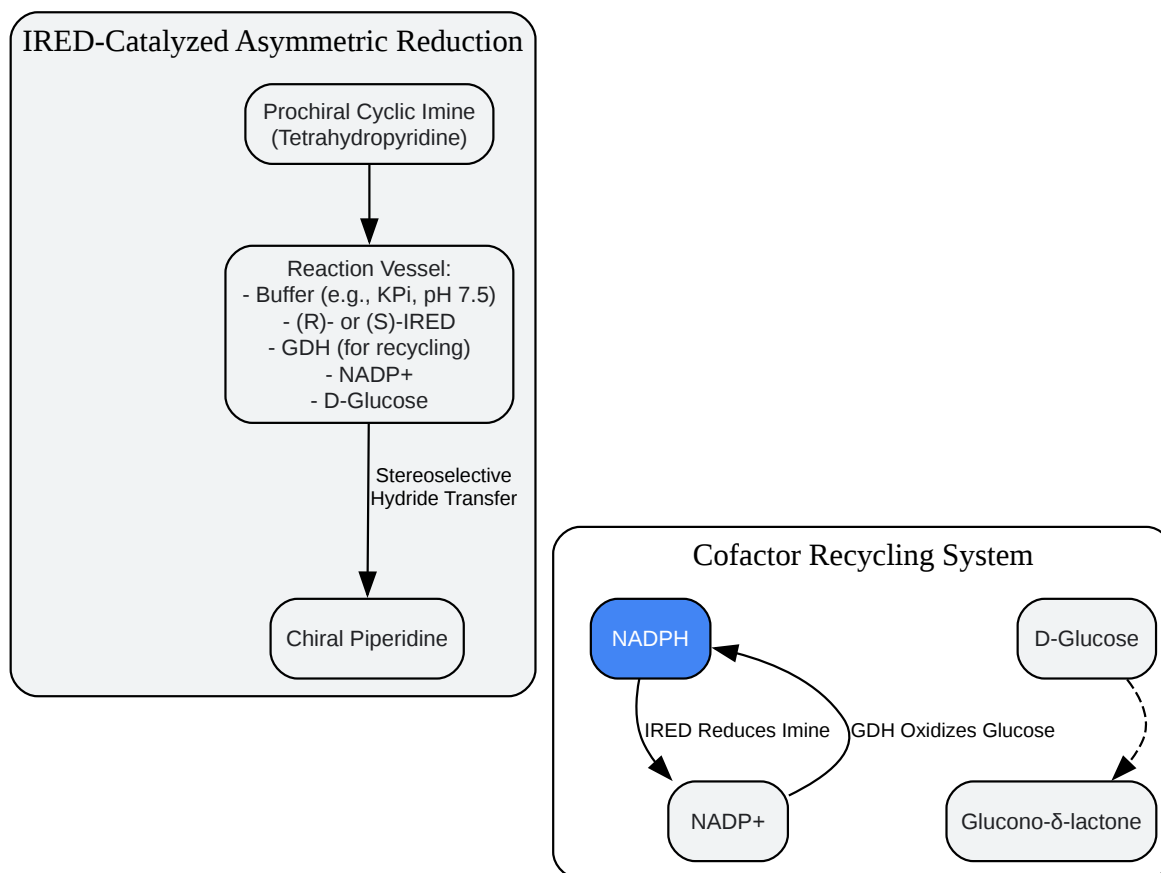 IRED-Catalyzed Asymmetric Reduction
Prochiral Cyclic Imine
(Tetrahydropyridine)
Reaction Vessel:
- Buffer (e.g., KPi, pH 7.5)
- (R)- or (S)-IRED
- GDH (for recycling)
- NADP+
- D-Glucose
Stereoselective
Hydride Transfer
Chiral Piperidine
Cofactor Recycling System
NADPH
D-Glucose
IRED Reduces Imine
GDH Oxidizes Glucose
NADP+
Glucono-δ-lactone